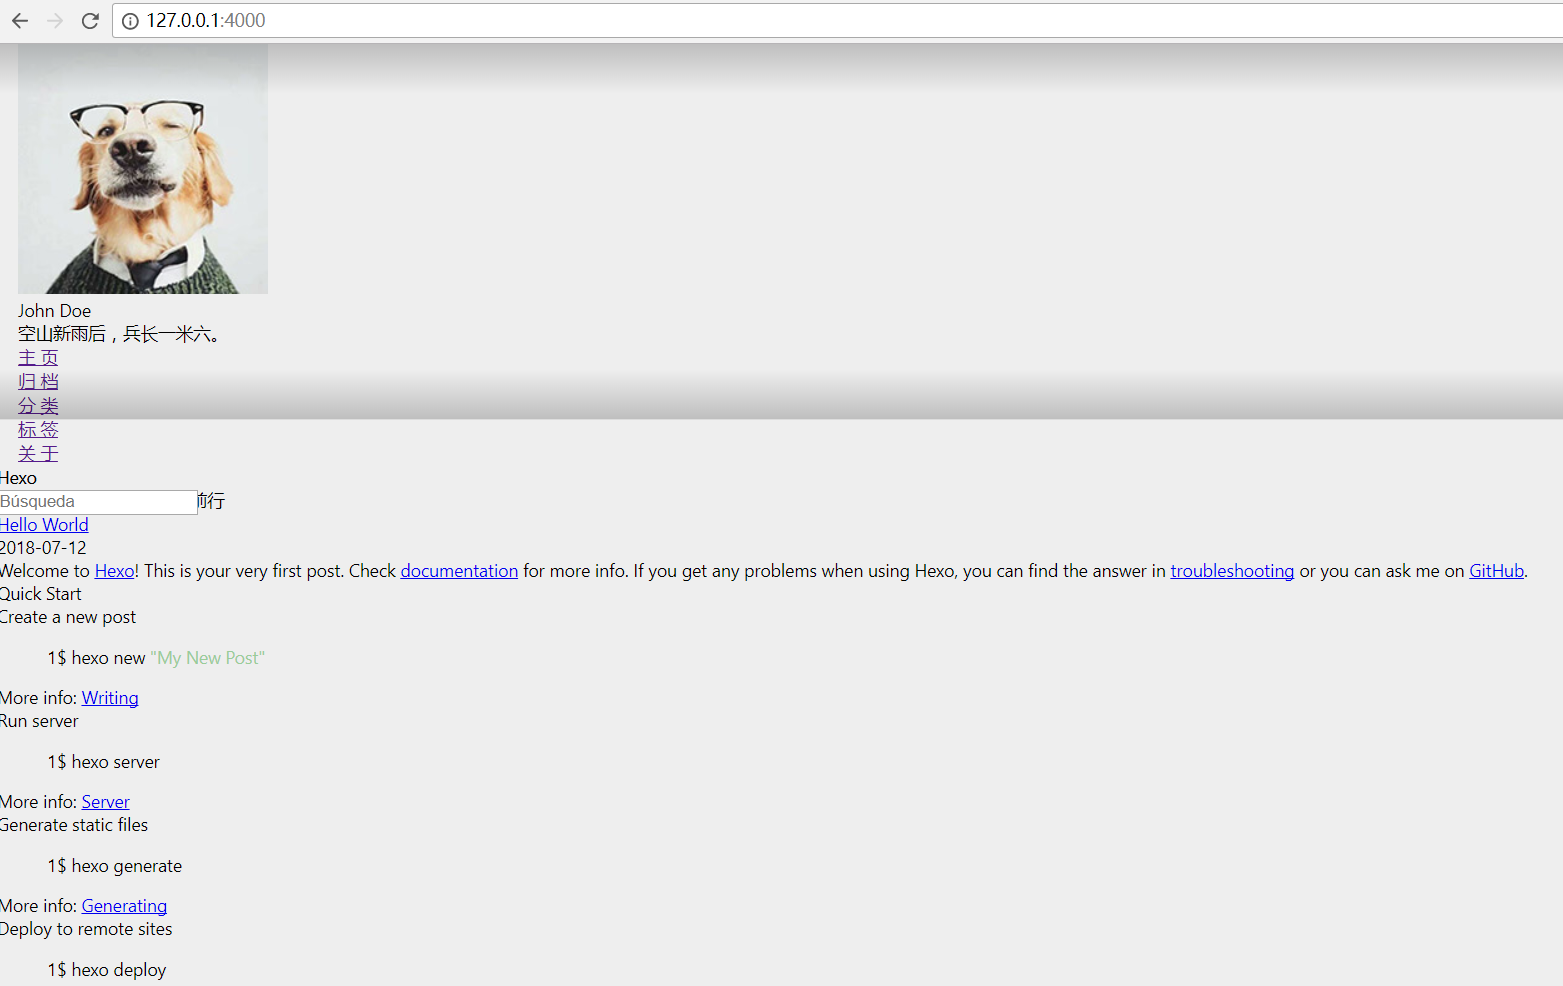 127.0.0.1:4000
John Doe
空山新雨后，兵长一米六。
主 页
归 档
分 类
标 签
关 于
Hexo
Búsqueda 前行
Hello World
2018-07-12
Welcome to Hexo! This is your very first post. Check documentation for more info. If you get any problems when using Hexo, you can find the answer in troubleshooting or you can ask me on GitHub.
Quick Start
Create a new post
1$ hexo new "My New Post"
More info: Writing
Run server
1$ hexo server
More info: Server
Generate static files
1$ hexo generate
More info: Generating
Deploy to remote sites
1$ hexo deploy